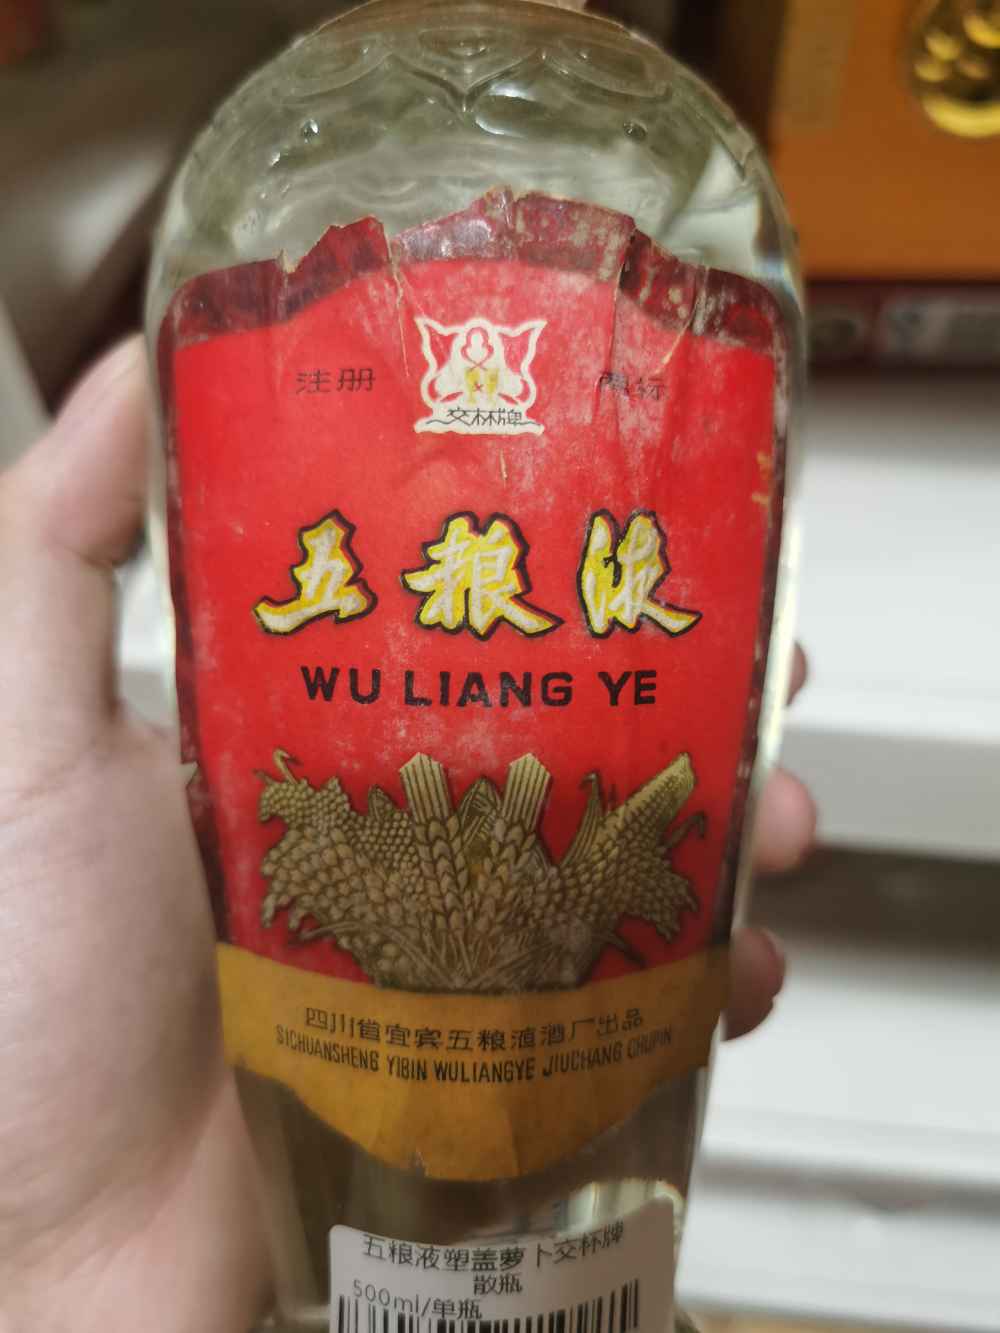 注册 商标
交杯牌
五粮液
WU LIANG YE
四川省宜宾五粮液酒厂出品
SICHUANSHENG YIBIN WULIANGYE JIUCHANG CHUPIN
五粮液塑盖萝卜交杯牌
散瓶
500ml/单瓶